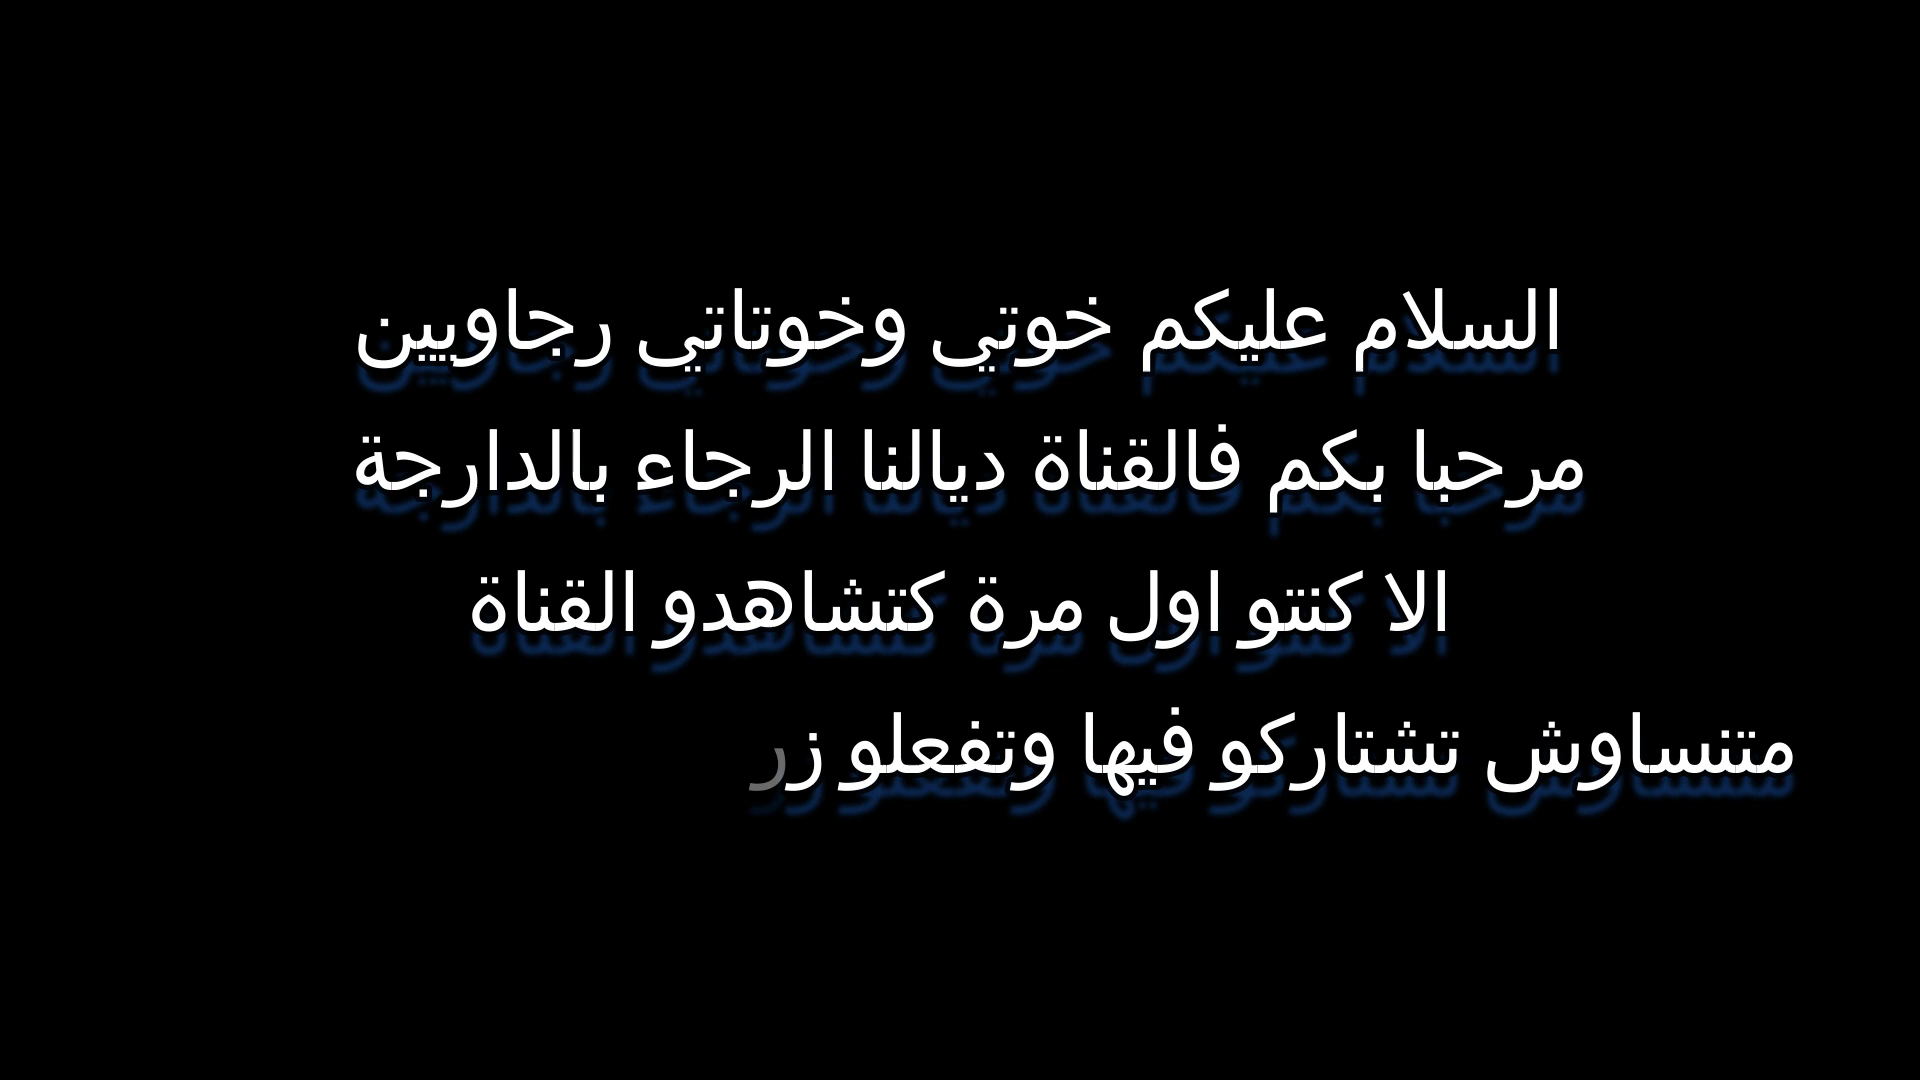 السلام عليكم خوتي وخوتاتي رجاويين
مرحبا بكم فالقناة ديالنا الرجاء بالدارجة
الا كنتو اول مرة كتشاهدو القناة
متنساوش تشتاركو فيها وتفعلو زر